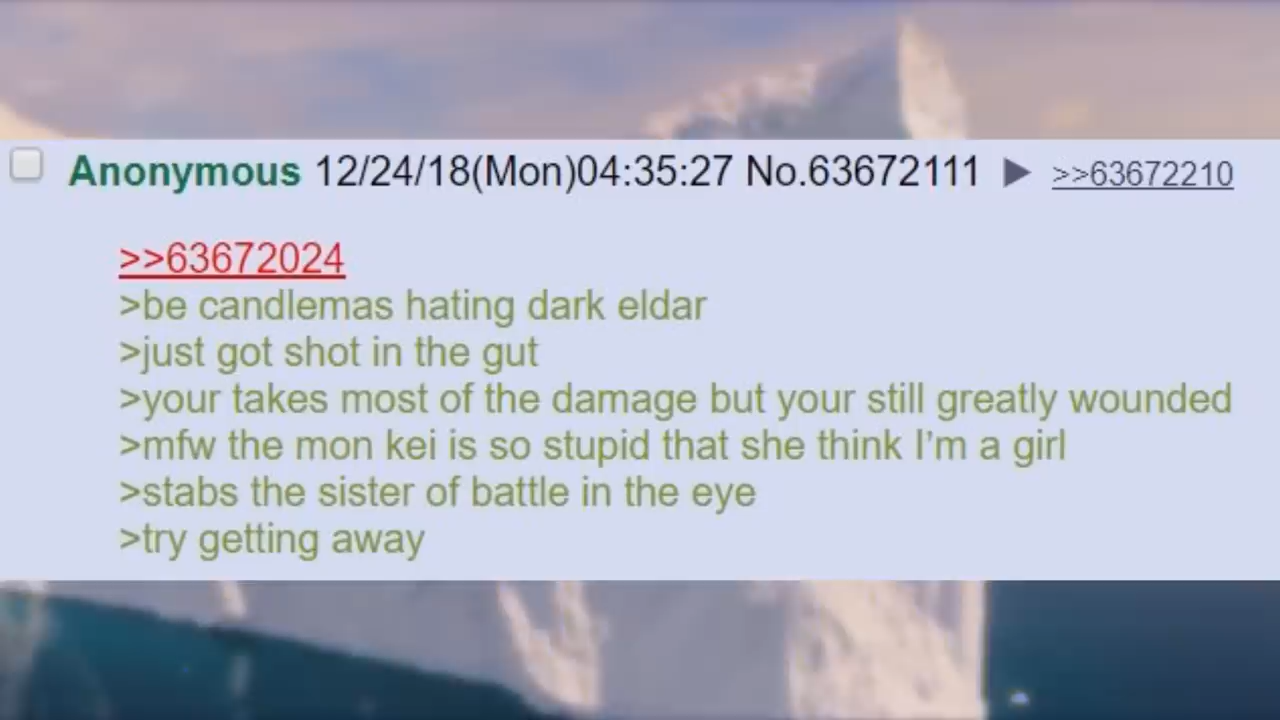 Anonymous 12/24/18(Mon)04:35:27 No.63672111 ▶ >>63672210
>>63672024
>be candlemas hating dark eldar
>just got shot in the gut
>your takes most of the damage but your still greatly wounded
>mfw the mon kei is so stupid that she think I’m a girl
>stabs the sister of battle in the eye
>try getting away